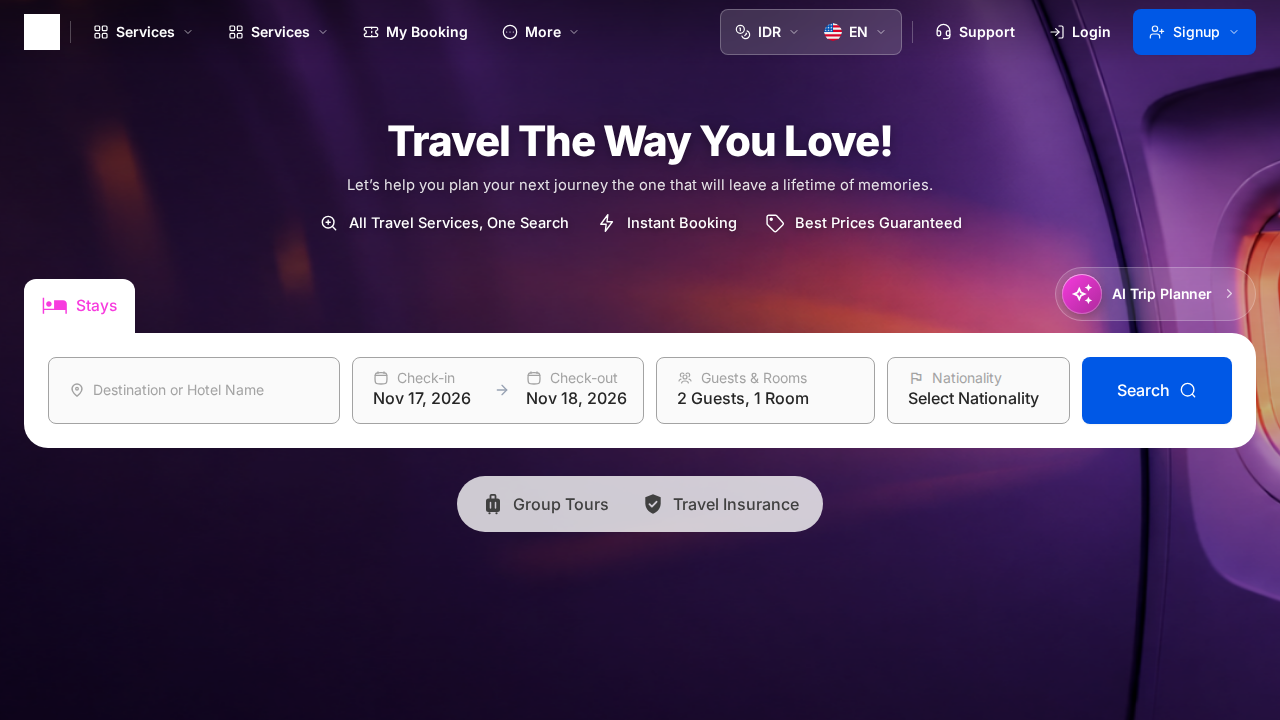 Services
Services
My Booking
More
IDR
EN
Support
Login
Signup
Travel The Way You Love!
Let’s help you plan your next journey the one that will leave a lifetime of memories.
All Travel Services, One Search
Instant Booking
Best Prices Guaranteed
Stays
AI Trip Planner
Destination or Hotel Name
Check-in
Nov 17, 2026
Check-out
Nov 18, 2026
Guests & Rooms
2 Guests, 1 Room
Nationality
Select Nationality
Search
Group Tours
Travel Insurance